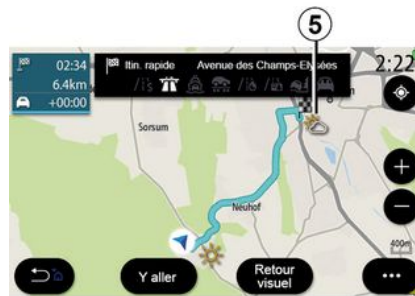 5
02:34
6.4km
+00:00
Itin. rapide Avenue des Champs-Elysées
2:22
Sorsum
Neuhof
400m
Y aller
Retour
visuel